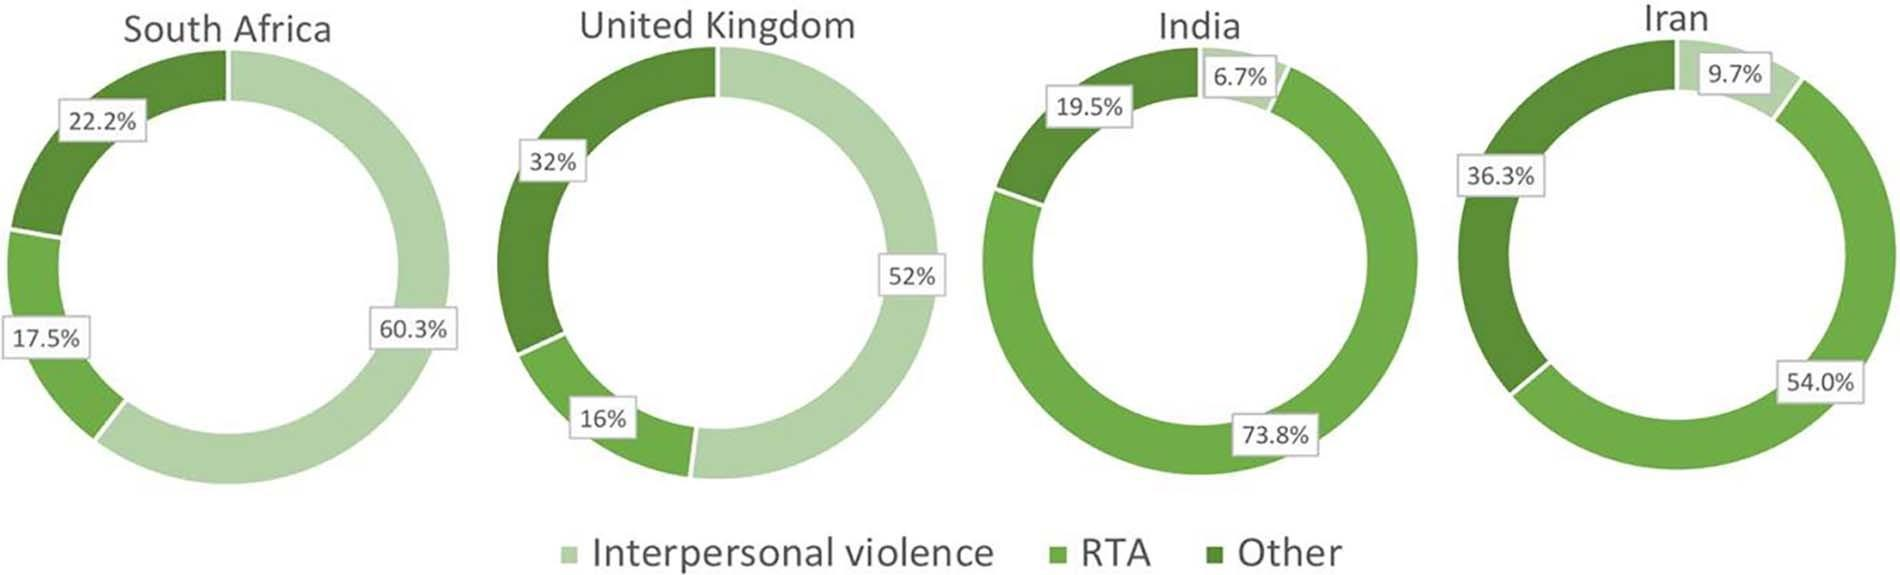 South Africa
22.2%
17.5%
60.3%
United Kingdom
32%
16%
52%
India
6.7%
19.5%
73.8%
Iran
9.7%
36.3%
54.0%
Interpersonal violence RTA Other